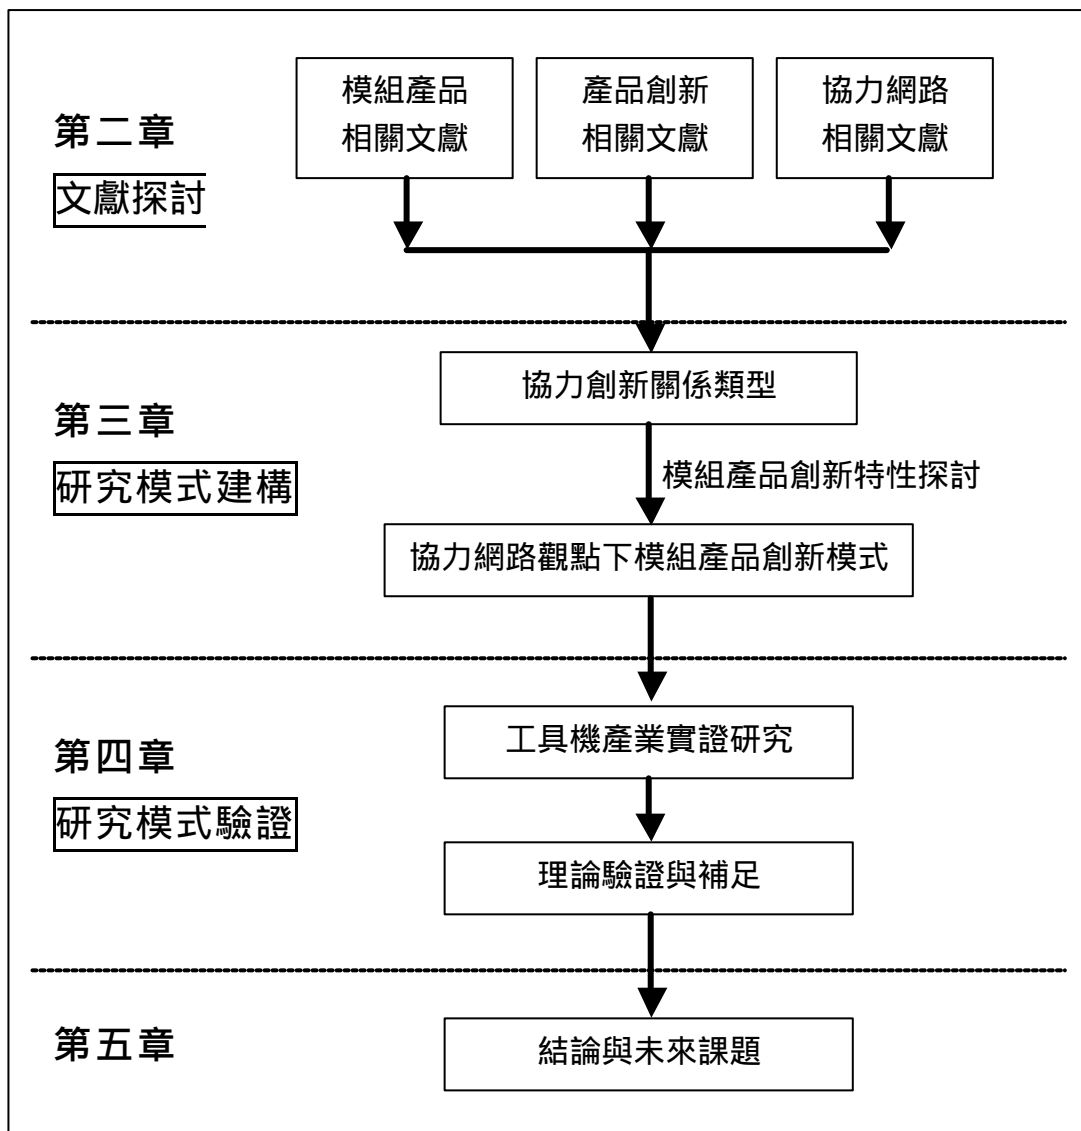 第二章
文獻探討
模組產品
相關文獻
產品創新
相關文獻
協力網路
相關文獻
第三章
研究模式建構
協力創新關係類型
模組產品創新特性探討
協力網路觀點下模組產品創新模式
第四章
研究模式驗證
工具機產業實證研究
理論驗證與補足
第五章
結論與未來課題